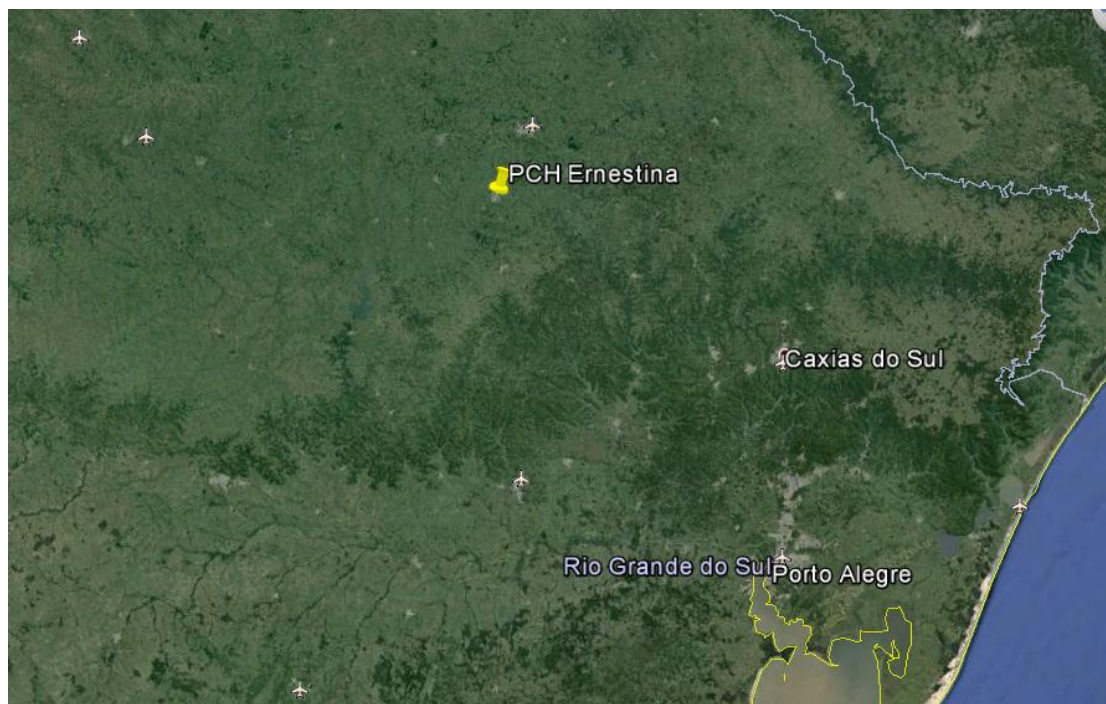 PCH Ernestina
Caxias do Sul
Rio Grande do Sul
Porto Alegre